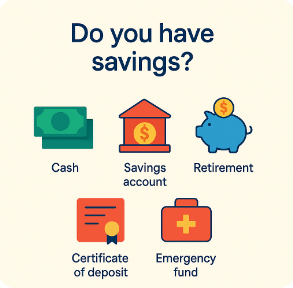 Do you have
savings?
$
$
Cash
Savings
account
Retirement
Certificate
of deposit
Emergency
fund